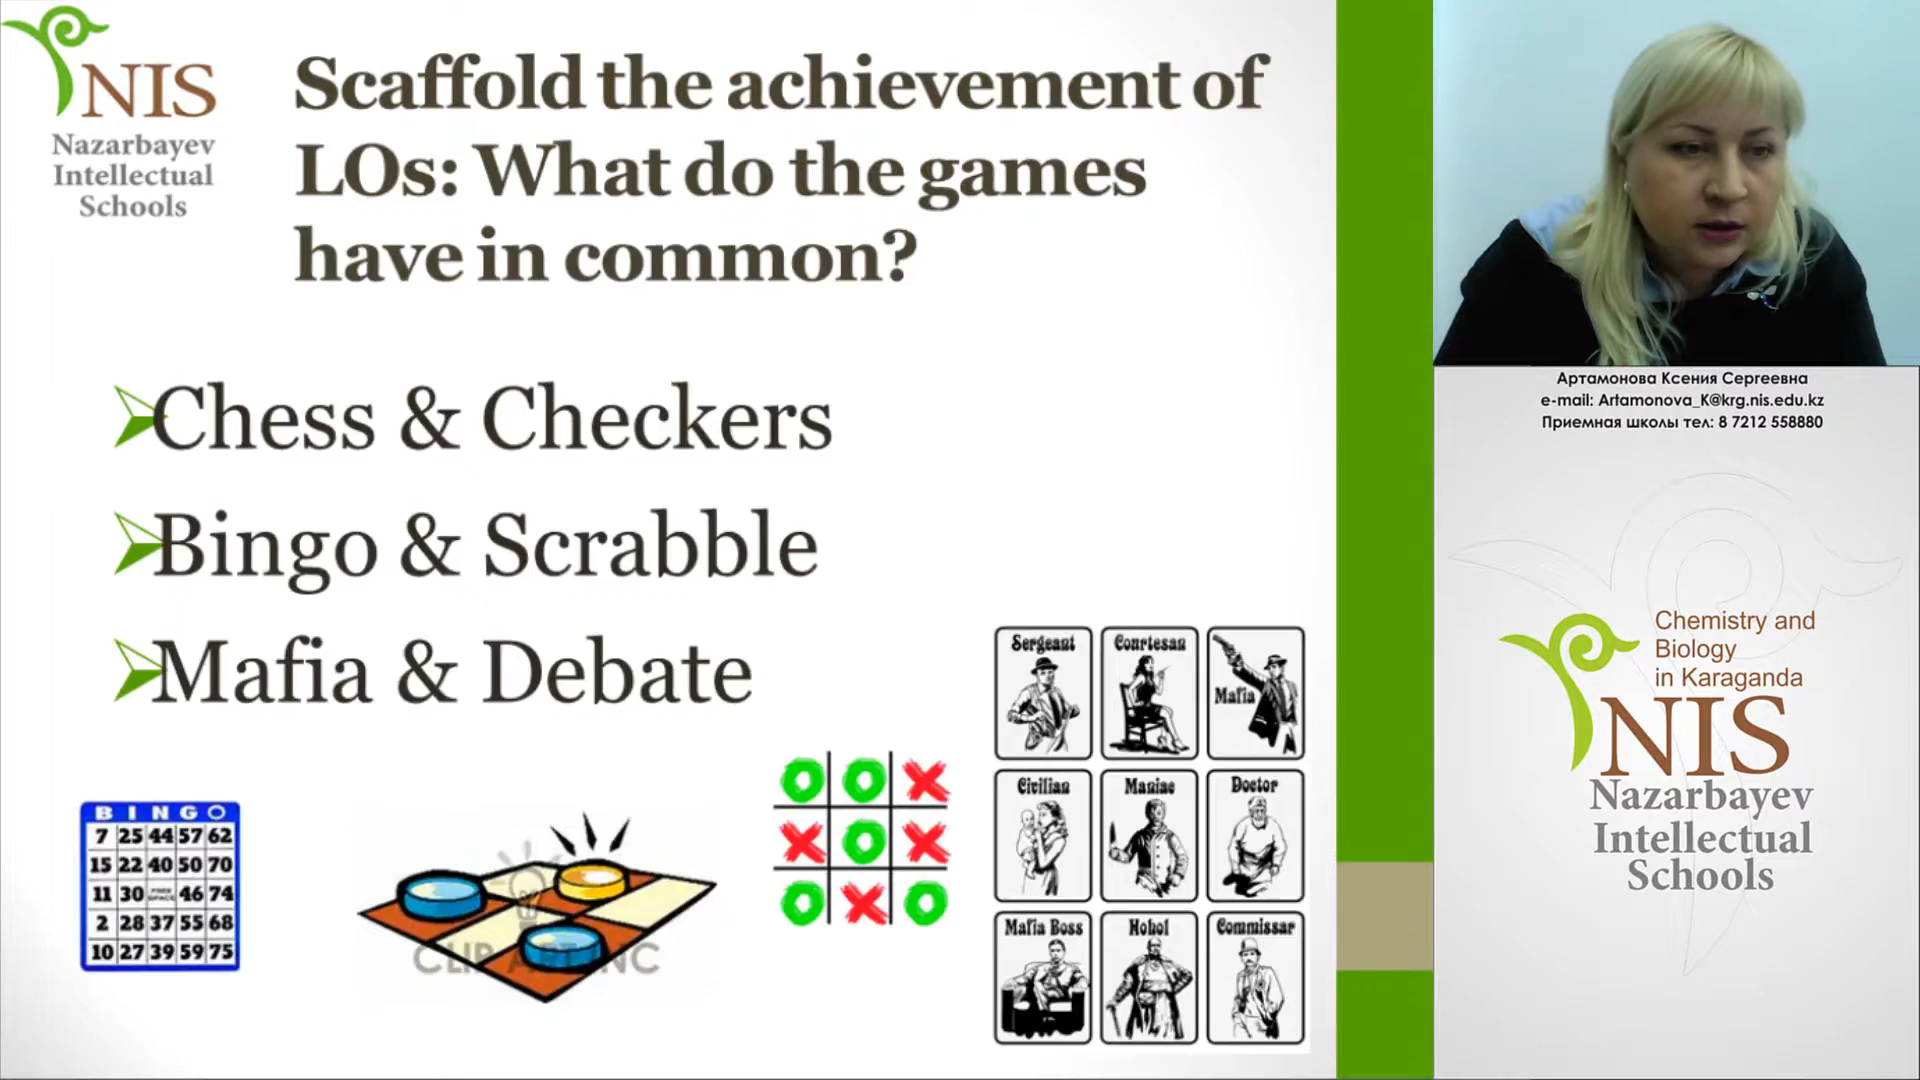 NIS
Nazarbayev
Intellectual
Schools
Scaffold the achievement of
LOs: What do the games
have in common?
Chess & Checkers
Bingo & Scrabble
Mafia & Debate
B I N G O
7 25 44 57 62
15 22 40 50 70
11 30 FREE SPACE 46 74
2 28 37 55 68
10 27 39 59 75
Sergeant Courtesan Mafia
Civilian Maniac Doctor
Mafia Boss Hohol Commissar
Артамонова Ксения Сергеевна
e-mail: Artamonova_K@krg.nis.edu.kz
Приемная школы тел: 8 7212 558880
Chemistry and
Biology
in Karaganda
NIS
Nazarbayev
Intellectual
Schools